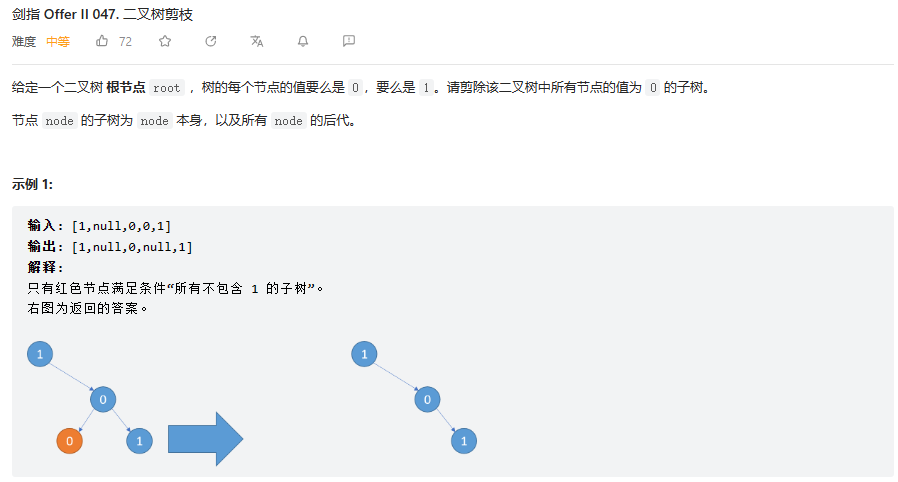 剑指 Offer II 047. 二叉树剪枝
难度 中等 72
给定一个二叉树 根节点 root ，树的每个节点的值要么是 0，要么是 1。请剪除该二叉树中所有节点的值为 0 的子树。
节点 node 的子树为 node 本身，以及所有 node 的后代。
示例 1:
输入: [1,null,0,0,1]
输出: [1,null,0,null,1]
解释:
只有红色节点满足条件“所有不包含 1 的子树”。
右图为返回的答案。
1 1
0 0
0 1 1